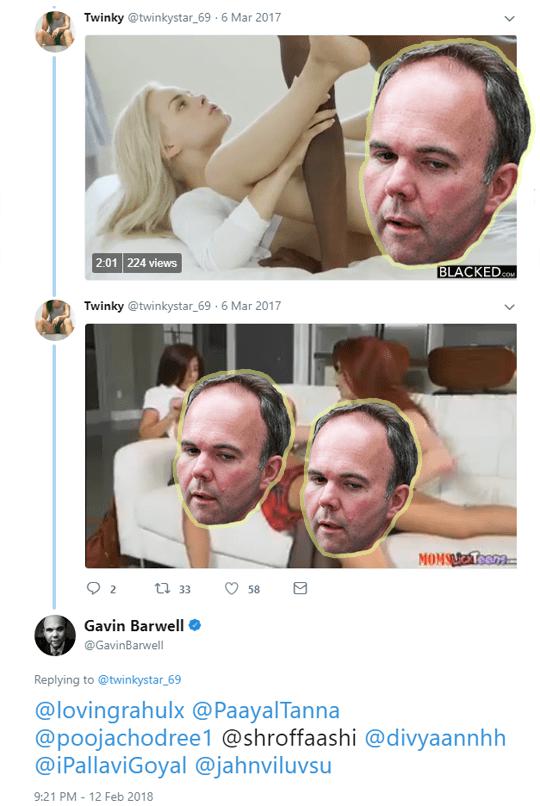 Twinky @twinkystar_69 · 6 Mar 2017
2:01 224 views
BLACKED.COM
Twinky @twinkystar_69 · 6 Mar 2017
MOMSLickTeens
2 33 58
Gavin Barwell
@GavinBarwell
Replying to @twinkystar_69
@lovingrahulx @PaayalTanna
@poojachodree1 @shroffaashi @divyaannhh
@iPallaviGoyal @jahnviluvsu
9:21 PM - 12 Feb 2018